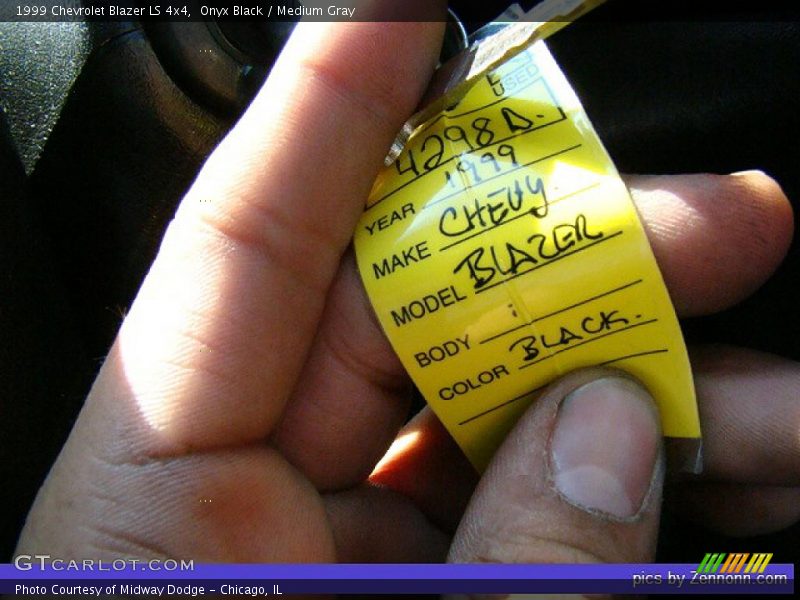 1999 Chevrolet Blazer LS 4x4, Onyx Black / Medium Gray
USED
4298D.
YEAR 1999
MAKE CHEVY
MODEL BLAZER
BODY
COLOR BLACK.
GTCARLOT.COM
pics by Zennonn.com
Photo Courtesy of Midway Dodge - Chicago, IL